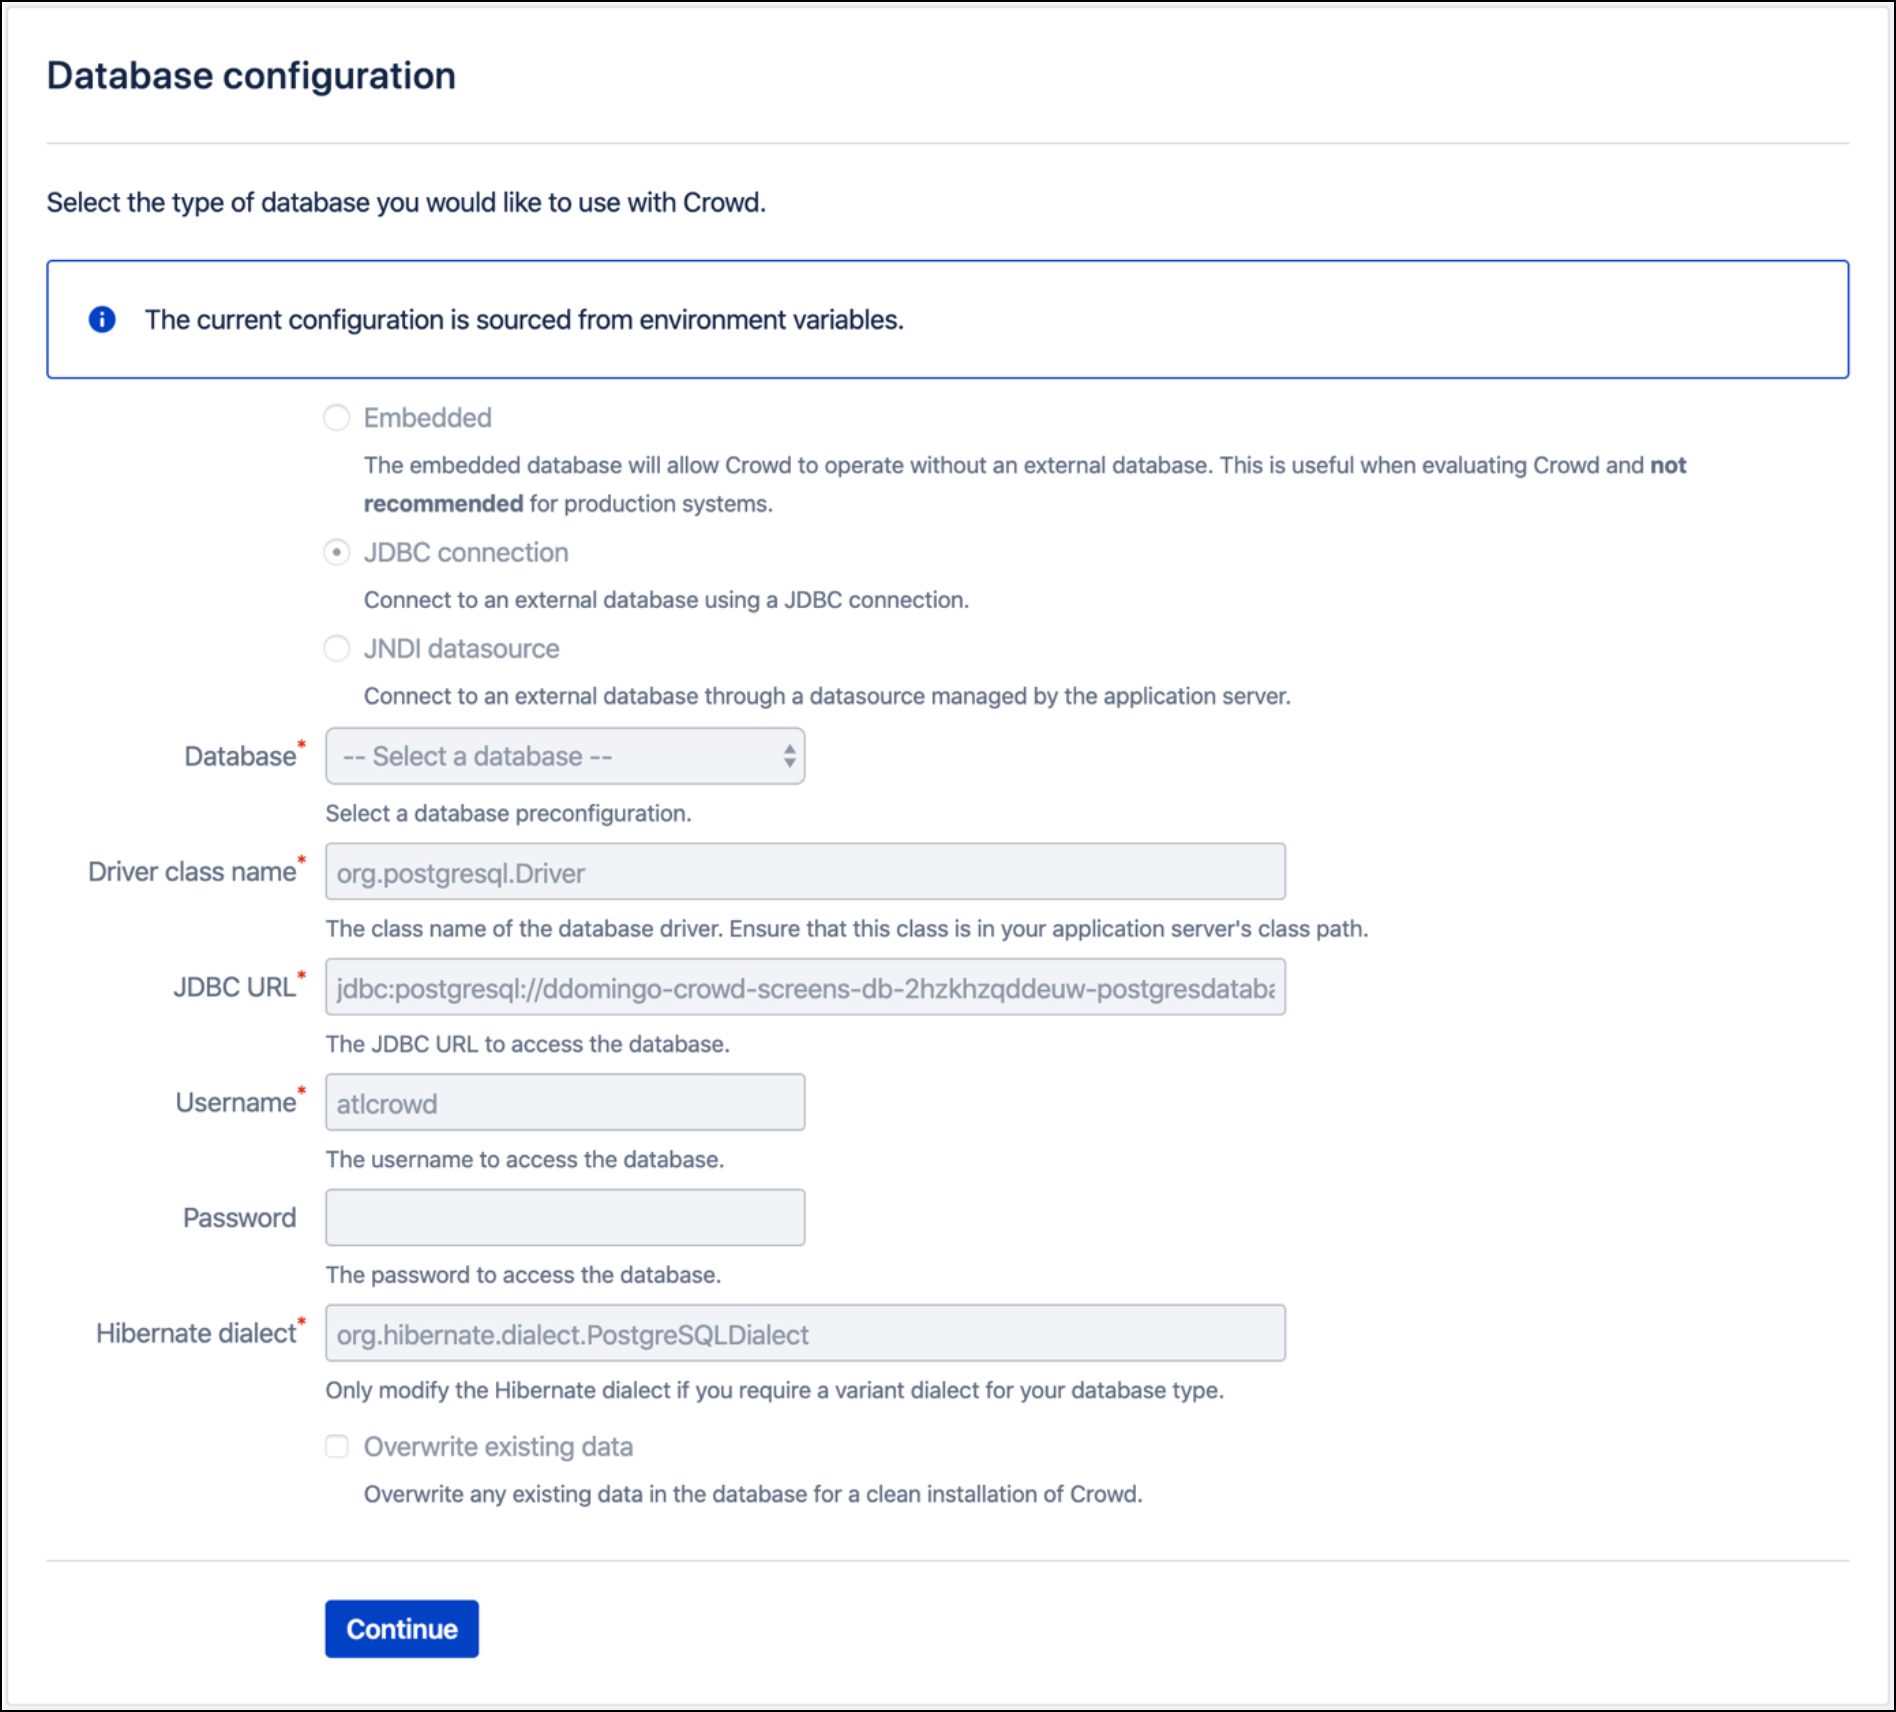 Database configuration
Select the type of database you would like to use with Crowd.
The current configuration is sourced from environment variables.
Embedded
The embedded database will allow Crowd to operate without an external database. This is useful when evaluating Crowd and not
recommended for production systems.
JDBC connection
Connect to an external database using a JDBC connection.
JNDI datasource
Connect to an external database through a datasource managed by the application server.
Database* -- Select a database --
Select a database preconfiguration.
Driver class name* org.postgresql.Driver
The class name of the database driver. Ensure that this class is in your application server's class path.
JDBC URL* jdbc:postgresql://ddomingo-crowd-screens-db-2hzkhzqddeuw-postgresdataba
The JDBC URL to access the database.
Username* atlcrowd
The username to access the database.
Password
The password to access the database.
Hibernate dialect* org.hibernate.dialect.PostgreSQLDialect
Only modify the Hibernate dialect if you require a variant dialect for your database type.
Overwrite existing data
Overwrite any existing data in the database for a clean installation of Crowd.
Continue